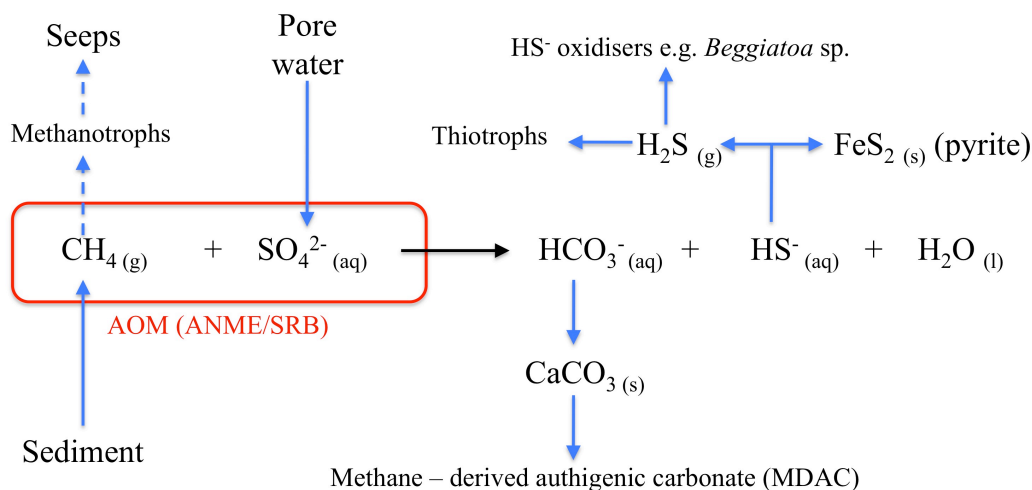 Seeps
Pore
water
HS⁻ oxidisers e.g. Beggiatoa sp.
Methanotrophs
Thiotrophs
H₂S (g)
FeS₂ (s) (pyrite)
CH₄ (g) + SO₄²⁻ (aq) HCO₃⁻ (aq) + HS⁻ (aq) + H₂O (l)
AOM (ANME/SRB)
CaCO₃ (s)
Sediment
Methane – derived authigenic carbonate (MDAC)